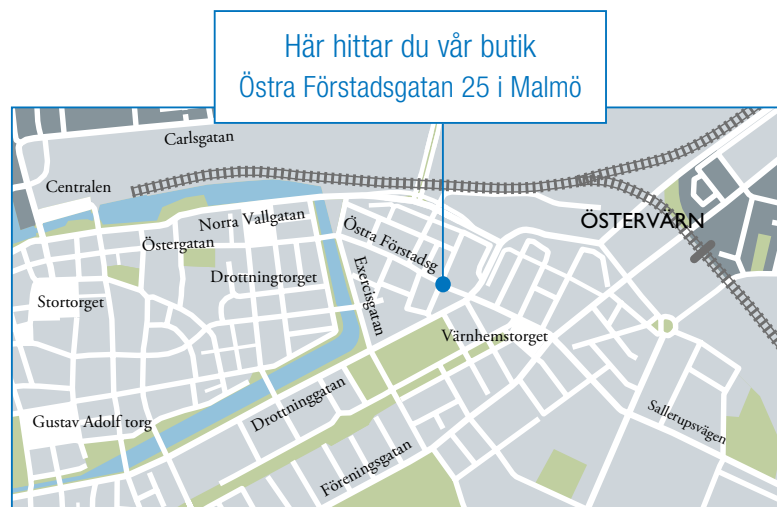 Här hittar du vår butik
Östra Förstadsgatan 25 i Malmö
Carlsgatan
Centralen
Norra Vallgatan
ÖSTERVÄRN
Östra Förstadsg
Östergatan
Drottningtorget
Exercisgatan
Stortorget
Värnhemstorget
Drottninggatan
Sallerupsvägen
Gustav Adolf torg
Föreningsgatan